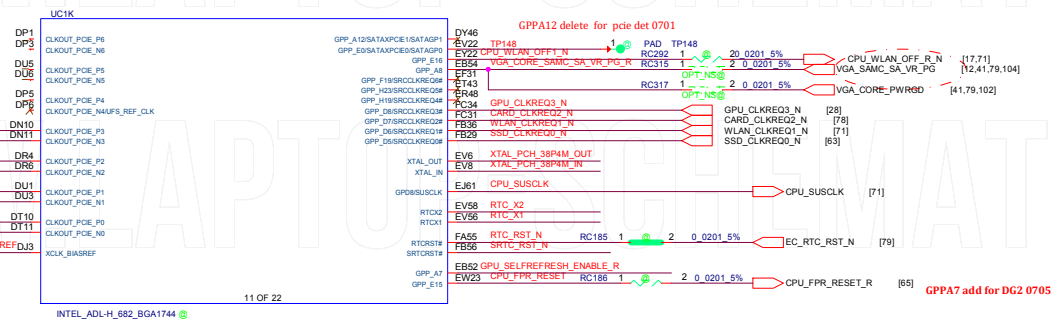 UC1K
GPPA12 delete for pcie det 0701
DP1 CLKOUT_PCIE_P6 GPP_A12/SATAXPCIE1/SATAGP1 DY46
DP3 CLKOUT_PCIE_N6 GPP_E0/SATAXPCIE0/SATAGP0 EV22 TP148 1 @ PAD TP148
GPP_E16 EY22 CPU_WLAN_OFF1_N RC292 1 @ 20_0201_5% CPU_WLAN_OFF_R_N [17,71]
DU5 CLKOUT_PCIE_P5 GPP_A8 EB54 VGA_CORE_SAMC_SA_VR_PG_R RC315 1 2 0_0201_5% VGA_SAMC_SA_VR_PG [12,41,79,104]
DU6 CLKOUT_PCIE_N5 GPP_F19/SRCCLKREQ6# EF31 OPT_NS@
GPP_H23/SRCCLKREQ5# ET43 RC317 1 2 0_0201_5% VGA_CORE_PWRGD [41,79,102]
DP5 CLKOUT_PCIE_P4 GPP_H19/SRCCLKREQ4# ER48 OPT_NS@
DP6 CLKOUT_PCIE_N4/UFS_REF_CLK GPP_D8/SRCCLKREQ3# FC34 GPU_CLKREQ3_N GPU_CLKREQ3_N [28]
GPP_D7/SRCCLKREQ2# FC31 CARD_CLKREQ2_N CARD_CLKREQ2_N [78]
DN10 CLKOUT_PCIE_P3 GPP_D6/SRCCLKREQ1# FB36 WLAN_CLKREQ1_N WLAN_CLKREQ1_N [71]
DN11 CLKOUT_PCIE_N3 GPP_D5/SRCCLKREQ0# FB29 SSD_CLKREQ0_N SSD_CLKREQ0_N [63]
DR4 CLKOUT_PCIE_P2 XTAL_OUT EV6 XTAL_PCH_38P4M_OUT
DR6 CLKOUT_PCIE_N2 XTAL_IN EV8 XTAL_PCH_38P4M_IN
DU1 CLKOUT_PCIE_P1 GPD8/SUSCLK EJ61 CPU_SUSCLK CPU_SUSCLK [71]
DU3 CLKOUT_PCIE_N1
DT10 CLKOUT_PCIE_P0 RTCX2 EV58 RTC_X2
DT11 CLKOUT_PCIE_N0 RTCX1 EV56 RTC_X1
REF DJ3 XCLK_BIASREF RTCRST# FA55 RTC_RST_N RC185 1 @ 2 0_0201_5% EC_RTC_RST_N [79]
SRTCRST# FB56 SRTC_RST_N
GPP_A7 EB52 GPU_SELFREFRESH_ENABLE_R
GPP_E15 EW23 CPU_FPR_RESET RC186 1 @ 2 0_0201_5% CPU_FPR_RESET_R [65]
GPPA7 add for DG2 0705
11 OF 22
INTEL_ADL-H_682_BGA1744 @